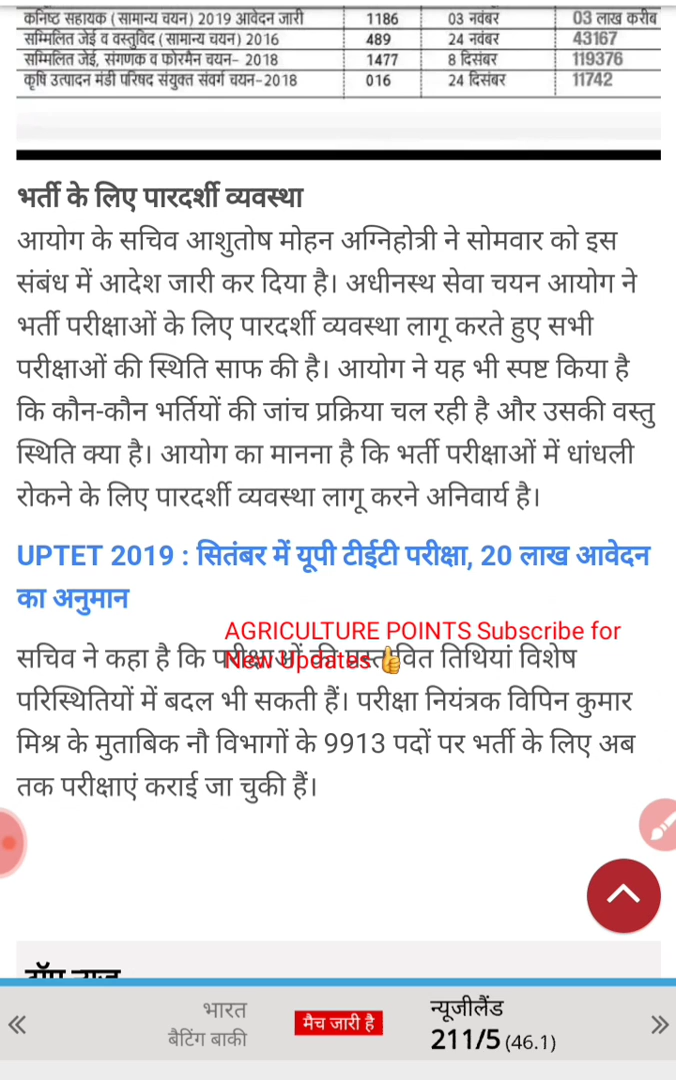 कनिष्ट सहायक (सामान्य चयन) 2019 आवेदन जारी 1186 03 नवंबर 03 लाख करीब
सम्मिलित जेई व वस्तुविद (सामान्य चयन) 2016 489 24 नवंबर 43167
सम्मिलित जेई, संगणक व फोरमैन चयन- 2018 1477 8 दिसंबर 119376
कृषि उत्पादन मंडी परिषद संयुक्त संवर्ग चयन-2018 016 24 दिसंबर 11742
भर्ती के लिए पारदर्शी व्यवस्था
आयोग के सचिव आशुतोष मोहन अग्निहोत्री ने सोमवार को इस
संबंध में आदेश जारी कर दिया है। अधीनस्थ सेवा चयन आयोग ने
भर्ती परीक्षाओं के लिए पारदर्शी व्यवस्था लागू करते हुए सभी
परीक्षाओं की स्थिति साफ की है। आयोग ने यह भी स्पष्ट किया है
कि कौन-कौन भर्तियों की जांच प्रक्रिया चल रही है और उसकी वस्तु
स्थिति क्या है। आयोग का मानना है कि भर्ती परीक्षाओं में धांधली
रोकने के लिए पारदर्शी व्यवस्था लागू करने अनिवार्य है।
UPTET 2019 : सितंबर में यूपी टीईटी परीक्षा, 20 लाख आवेदन
का अनुमान
AGRICULTURE POINTS Subscribe for
New Updates👍
सचिव ने कहा है कि परीक्षाओं की प्रस्तावित तिथियां विशेष
परिस्थितियों में बदल भी सकती हैं। परीक्षा नियंत्रक विपिन कुमार
मिश्र के मुताबिक नौ विभागों के 9913 पदों पर भर्ती के लिए अब
तक परीक्षाएं कराई जा चुकी हैं।
टॉप न्यूज
भारत
बैटिंग बाकी
मैच जारी है
न्यूजीलैंड
211/5 (46.1)